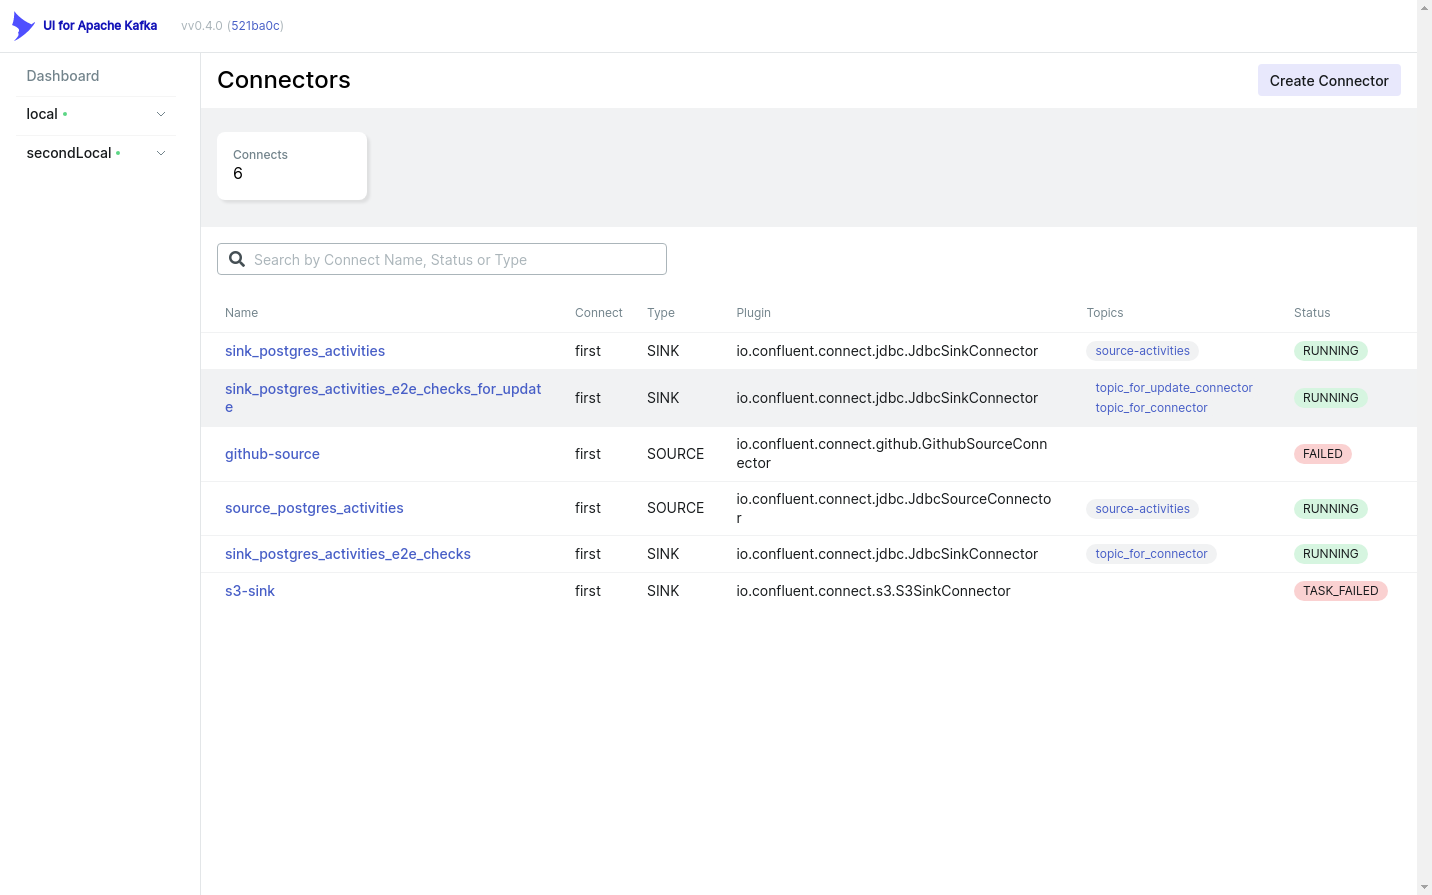 UI for Apache Kafka vv0.4.0 (521ba0c)
Dashboard
local
secondLocal
Connectors
Create Connector
Connects
6
Search by Connect Name, Status or Type
Name Connect Type Plugin Topics Status
sink_postgres_activities first SINK io.confluent.connect.jdbc.JdbcSinkConnector source-activities RUNNING
sink_postgres_activities_e2e_checks_for_updat
e
first SINK io.confluent.connect.jdbc.JdbcSinkConnector
topic_for_update_connector
topic_for_connector
RUNNING
github-source first SOURCE
io.confluent.connect.github.GithubSourceConn
ector
FAILED
source_postgres_activities first SOURCE
io.confluent.connect.jdbc.JdbcSourceConnecto
r
source-activities RUNNING
sink_postgres_activities_e2e_checks first SINK io.confluent.connect.jdbc.JdbcSinkConnector topic_for_connector RUNNING
s3-sink first SINK io.confluent.connect.s3.S3SinkConnector TASK_FAILED